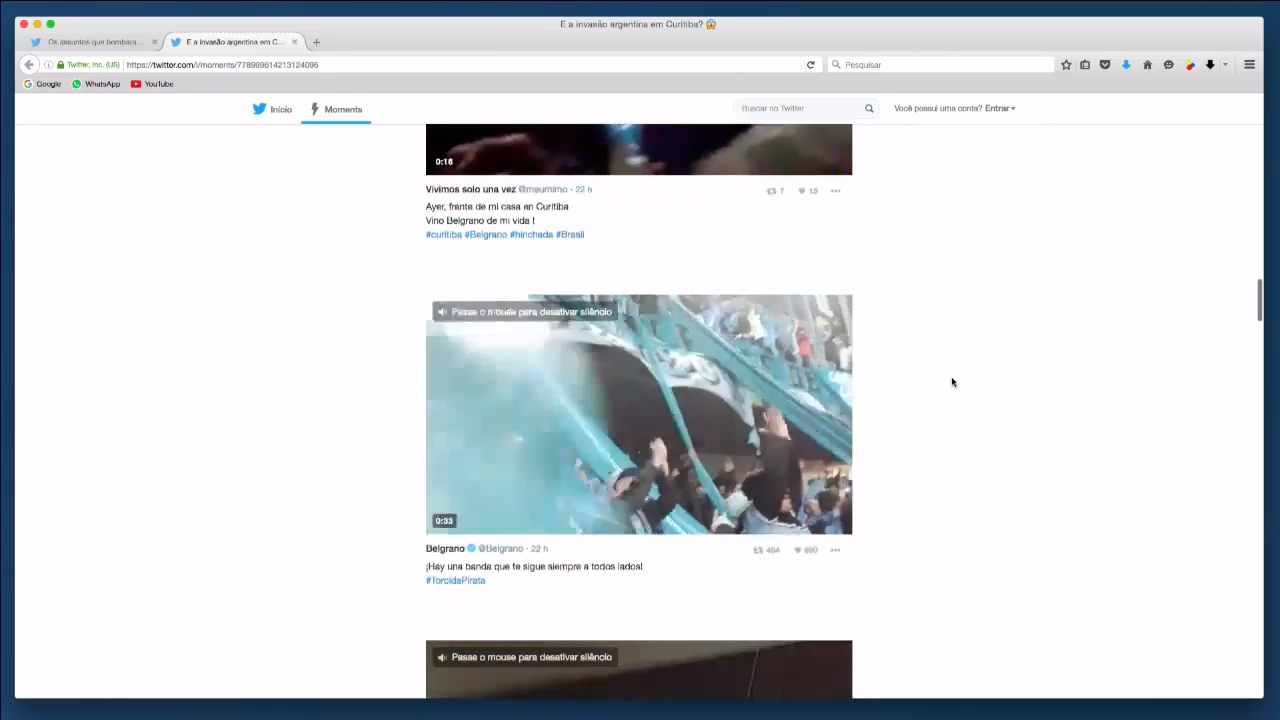 E a invasão argentina em Curitiba? 😱
Os assuntos que bombara...
E a invasão argentina em C...
Twitter, Inc. (US)
https://twitter.com/i/moments/778999614213124096
Pesquisar
Google
WhatsApp
YouTube
Início
Moments
Buscar no Twitter
Você possui uma conta? Entrar
0:16
Vivimos solo una vez @meumimo · 22 h
7
15
Ayer, frente de mi casa en Curitiba
Vino Belgrano de mi vida !
#curitiba #Belgrano #hinchada #Brasil
Passe o mouse para desativar silêncio
0:33
Belgrano @Belgrano · 22 h
464
690
¡Hay una banda que te sigue siempre a todos lados!
#TorcidaPirata
Passe o mouse para desativar silêncio